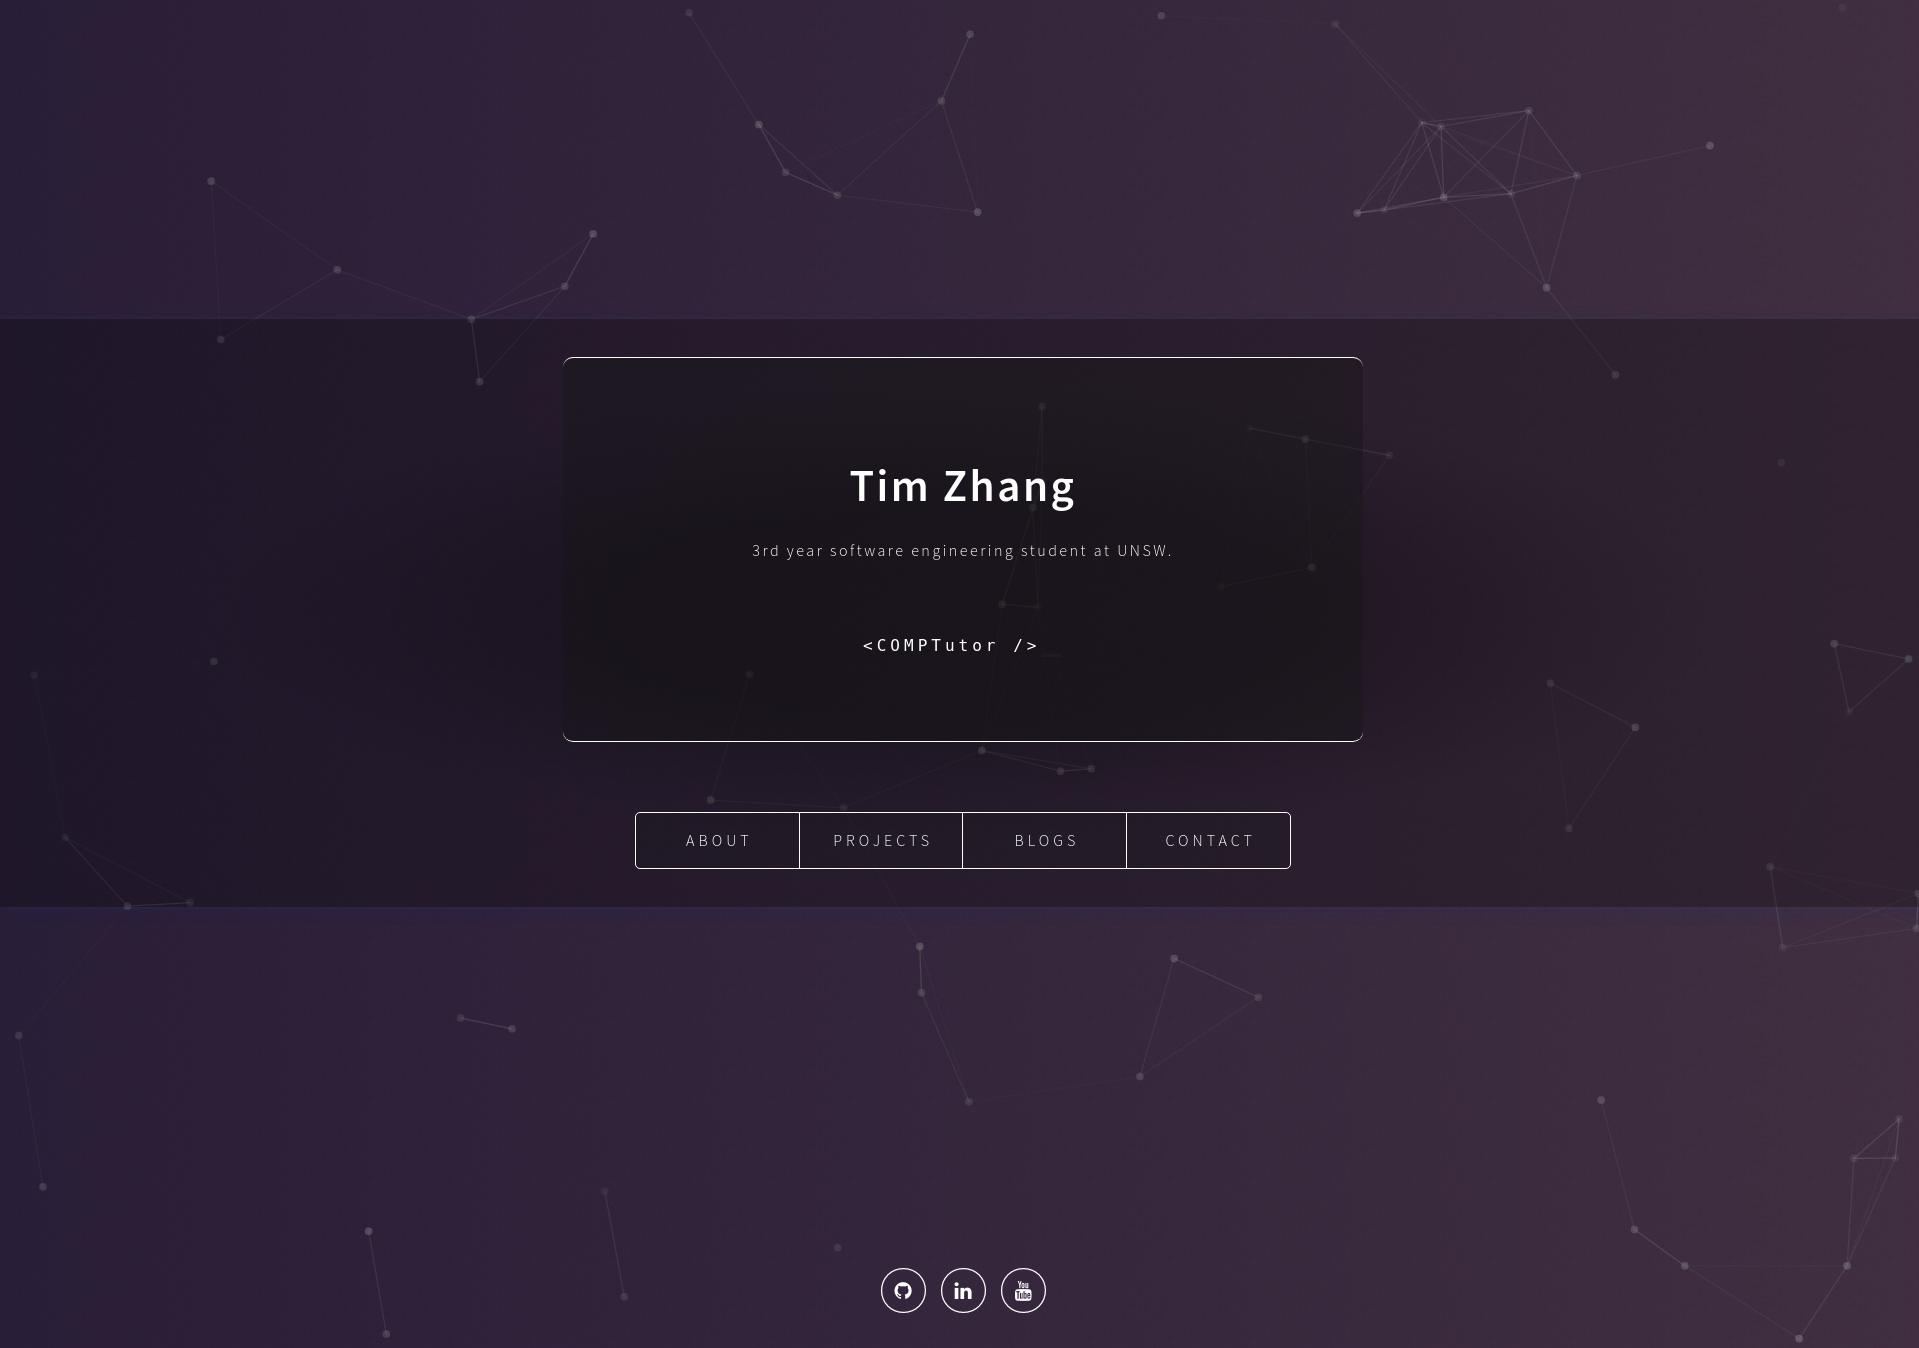 Tim Zhang
3rd year software engineering student at UNSW.
<COMPTutor />
ABOUT
PROJECTS
BLOGS
CONTACT
in
You
Tube